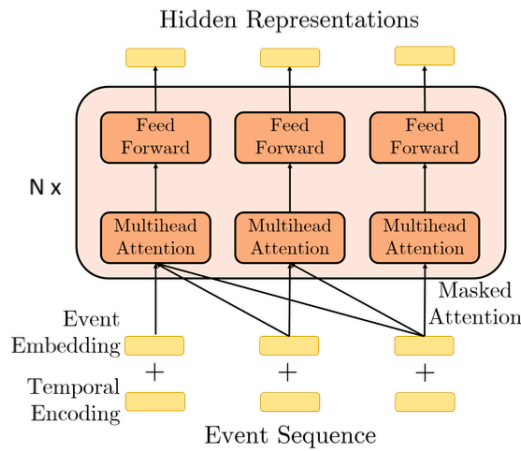 Hidden Representations
Feed
Forward
Feed
Forward
Feed
Forward
N x
Multihead
Attention
Multihead
Attention
Multihead
Attention
Masked
Attention
Event
Embedding
+
+
+
Temporal
Encoding
Event Sequence